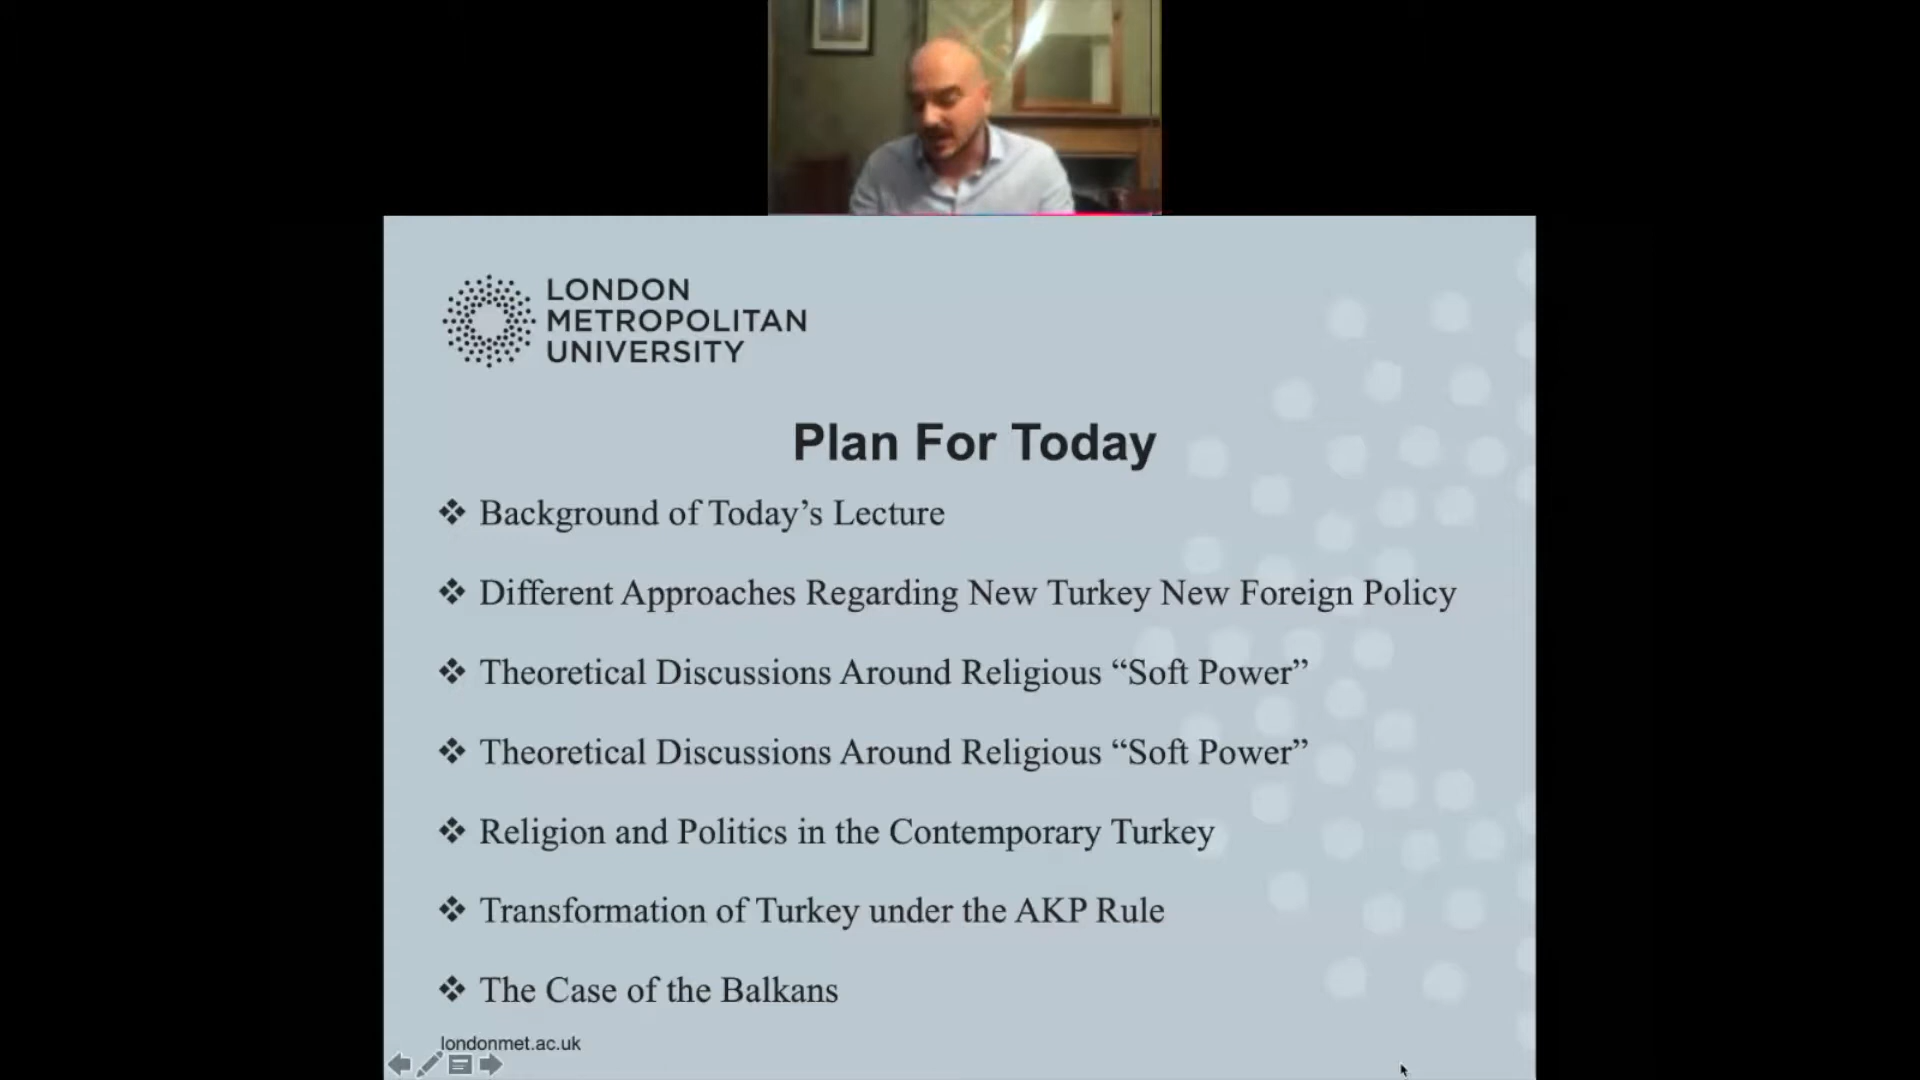 LONDON
METROPOLITAN
UNIVERSITY
Plan For Today
❖ Background of Today’s Lecture
❖ Different Approaches Regarding New Turkey New Foreign Policy
❖ Theoretical Discussions Around Religious “Soft Power”
❖ Theoretical Discussions Around Religious “Soft Power”
❖ Religion and Politics in the Contemporary Turkey
❖ Transformation of Turkey under the AKP Rule
❖ The Case of the Balkans
londonmet.ac.uk